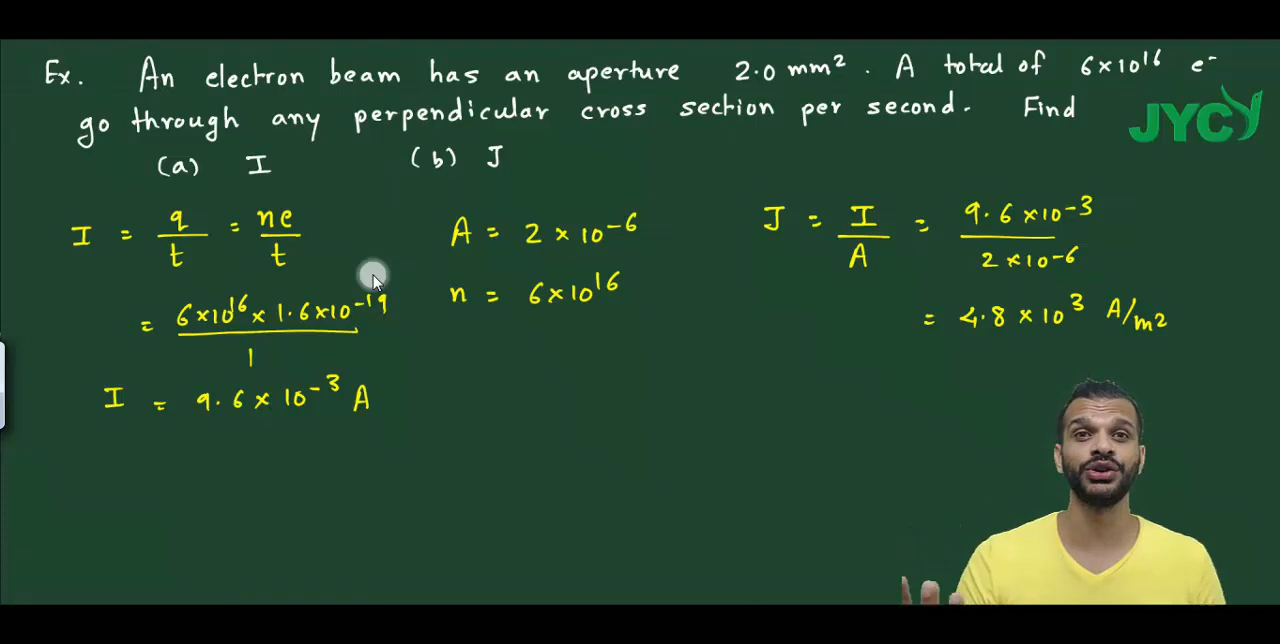 Ex. An electron beam has an aperture 2.0 mm². A total of 6×10¹⁶ e⁻
go through any perpendicular cross section per second. Find
JYCY
(a) I (b) J
I = q/t = ne/t
= 6×10¹⁶ × 1.6×10⁻¹⁹ / 1
I = 9.6 × 10⁻³ A
A = 2 × 10⁻⁶
n = 6×10¹⁶
J = I/A = 9.6×10⁻³ / 2×10⁻⁶
= 4.8 × 10³ A/m2